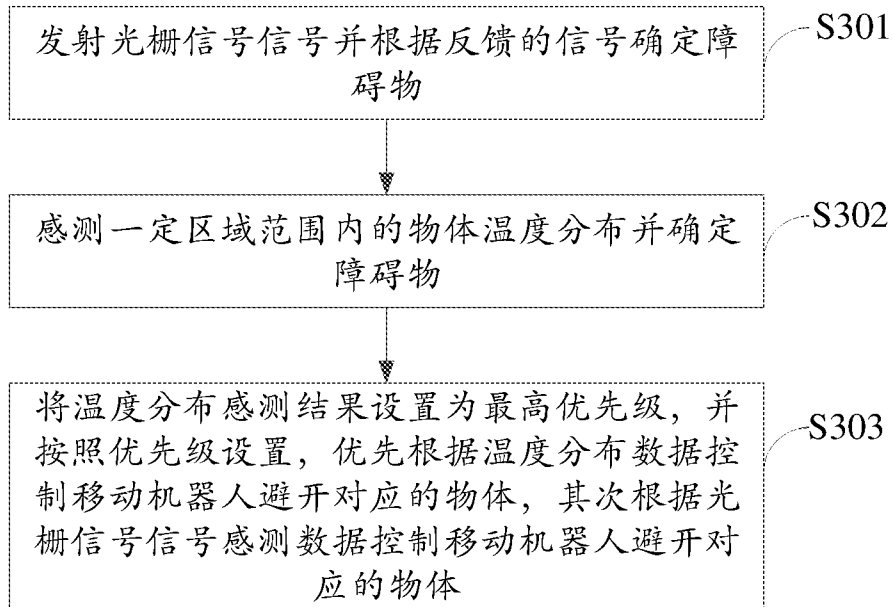 发射光栅信号信号并根据反馈的信号确定障
碍物
S301
感测一定区域范围内的物体温度分布并确定
障碍物
S302
将温度分布感测结果设置为最高优先级，并
按照优先级设置，优先根据温度分布数据控
制移动机器人避开对应的物体，其次根据光
栅信号信号感测数据控制移动机器人避开对
应的物体
S303